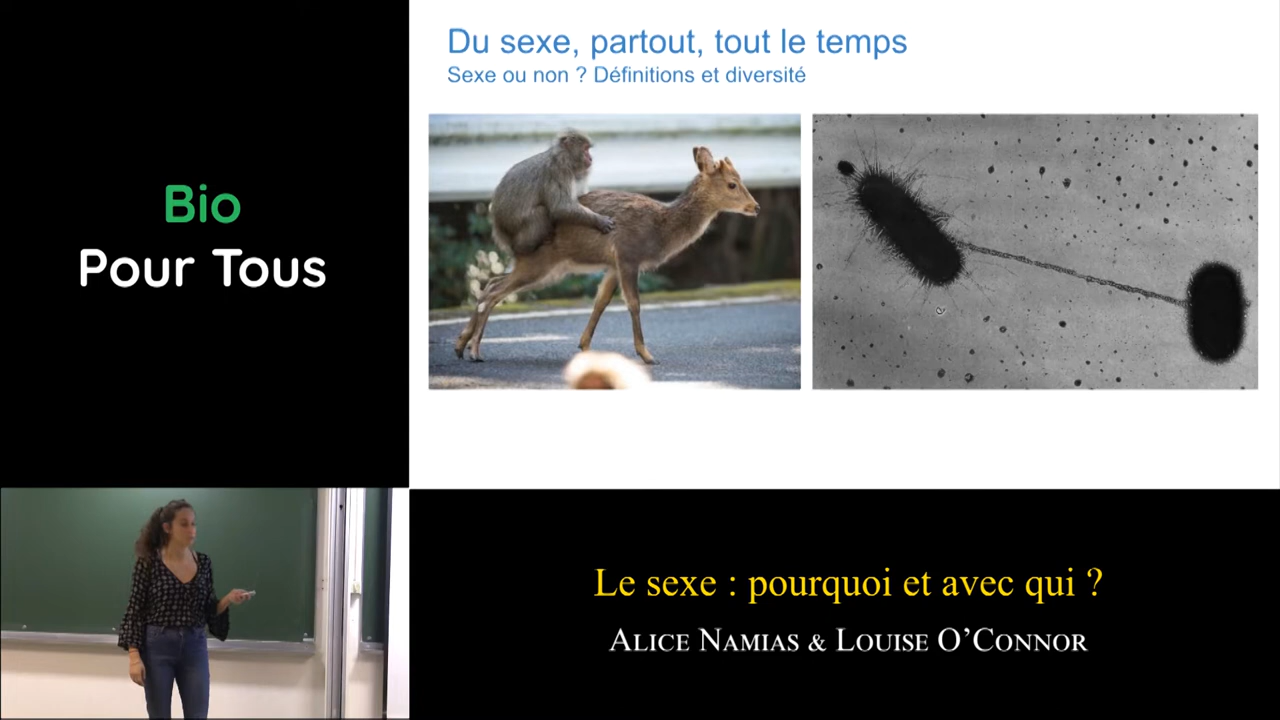 Du sexe, partout, tout le temps
Sexe ou non ? Définitions et diversité
Bio
Pour Tous
Le sexe : pourquoi et avec qui ?
ALICE NAMIAS & LOUISE O'CONNOR